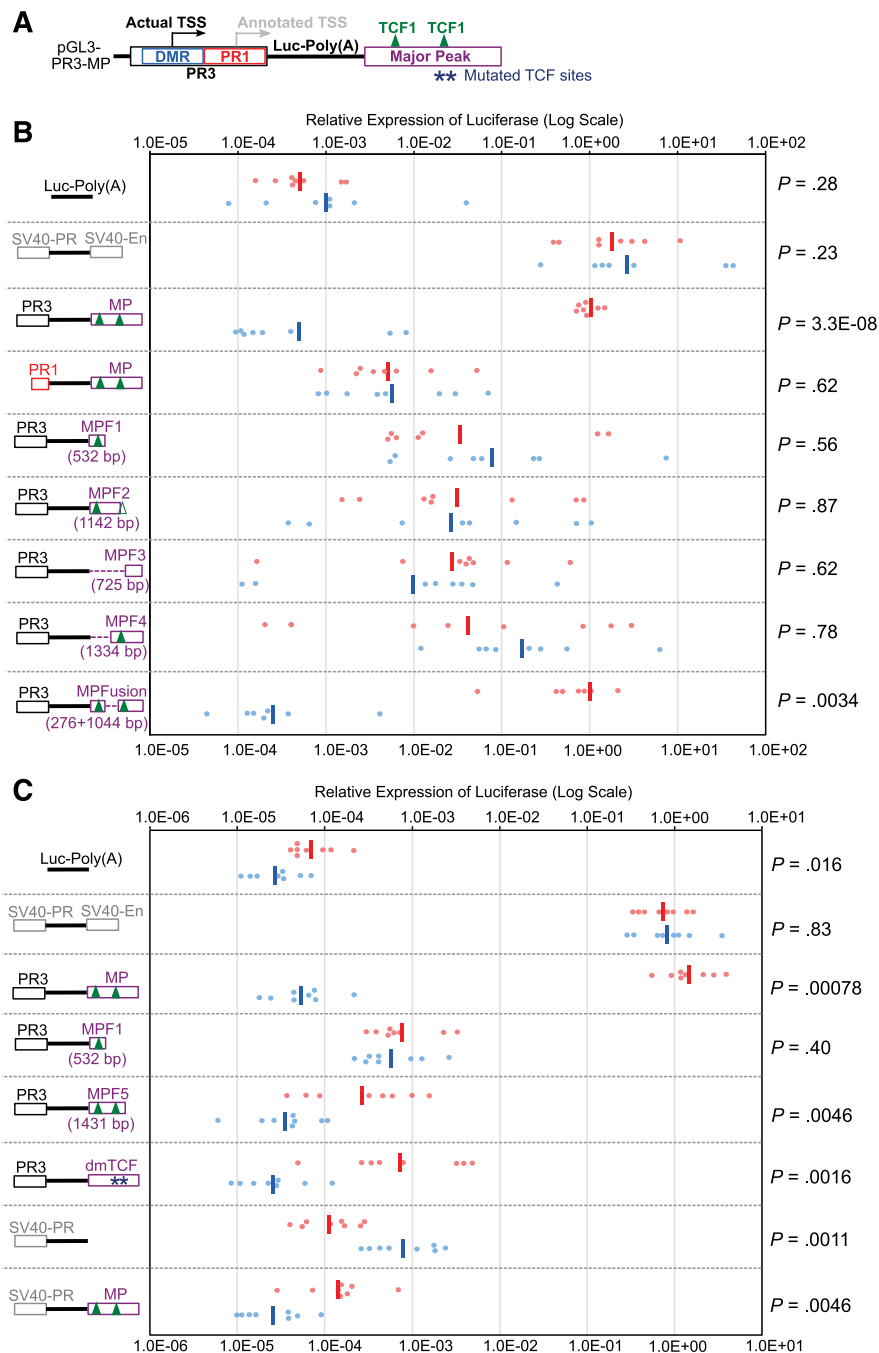 A
Actual TSS
Annotated TSS
TCF1 TCF1
pGL3-
PR3-MP
DMR PR1
Luc-Poly(A)
Major Peak
PR3
** Mutated TCF sites
B
Relative Expression of Luciferase (Log Scale)
1.0E-05 1.0E-04 1.0E-03 1.0E-02 1.0E-01 1.0E+00 1.0E+01 1.0E+02
Luc-Poly(A)
P = .28
SV40-PR SV40-En
P = .23
PR3 MP
P = 3.3E-08
PR1 MP
P = .62
PR3 MPF1
(532 bp)
P = .56
PR3 MPF2
(1142 bp)
P = .87
PR3 MPF3
(725 bp)
P = .62
PR3 MPF4
(1334 bp)
P = .78
PR3 MPFusion
(276+1044 bp)
P = .0034
1.0E-05 1.0E-04 1.0E-03 1.0E-02 1.0E-01 1.0E+00 1.0E+01 1.0E+02
C
Relative Expression of Luciferase (Log Scale)
1.0E-06 1.0E-05 1.0E-04 1.0E-03 1.0E-02 1.0E-01 1.0E+00 1.0E+01
Luc-Poly(A)
P = .016
SV40-PR SV40-En
P = .83
PR3 MP
P = .00078
PR3 MPF1
(532 bp)
P = .40
PR3 MPF5
(1431 bp)
P = .0046
PR3 dmTCF
**
P = .0016
SV40-PR
P = .0011
SV40-PR MP
P = .0046
1.0E-06 1.0E-05 1.0E-04 1.0E-03 1.0E-02 1.0E-01 1.0E+00 1.0E+01